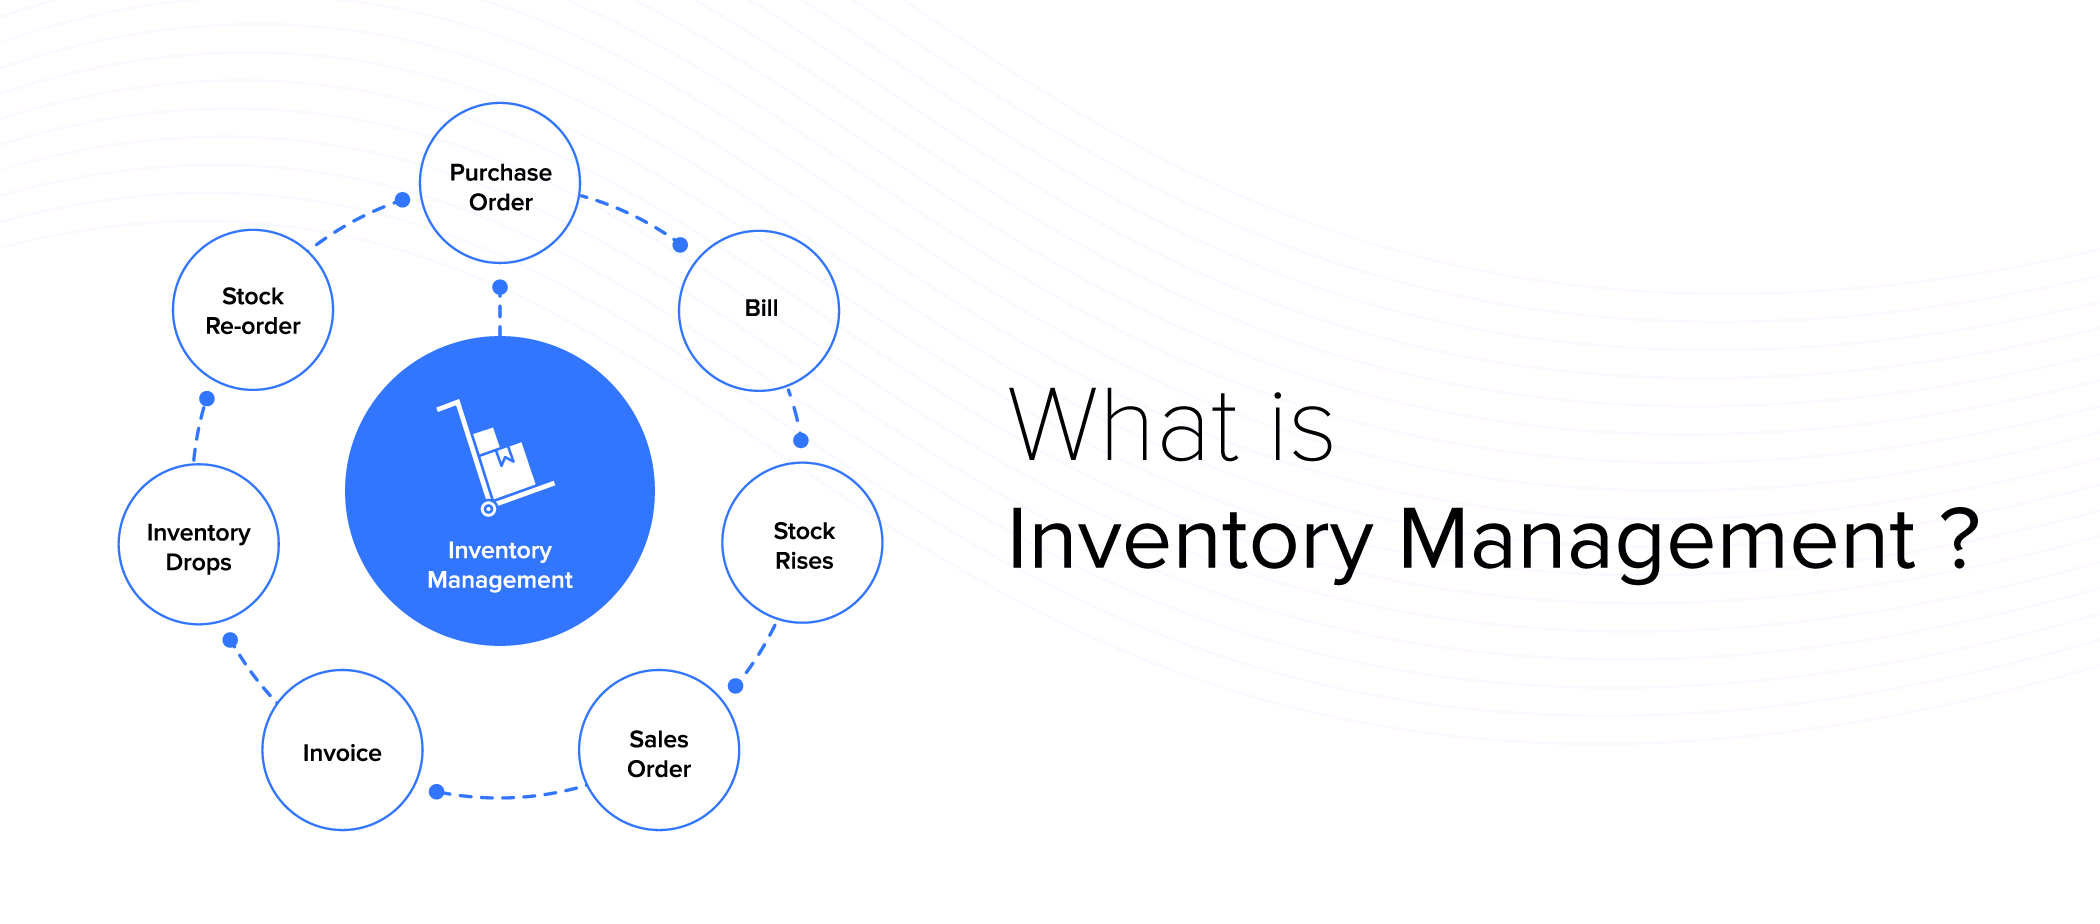 Purchase
Order
Bill
Stock
Rises
Sales
Order
Invoice
Inventory
Drops
Stock
Re-order
Inventory
Management
What is
Inventory Management ?